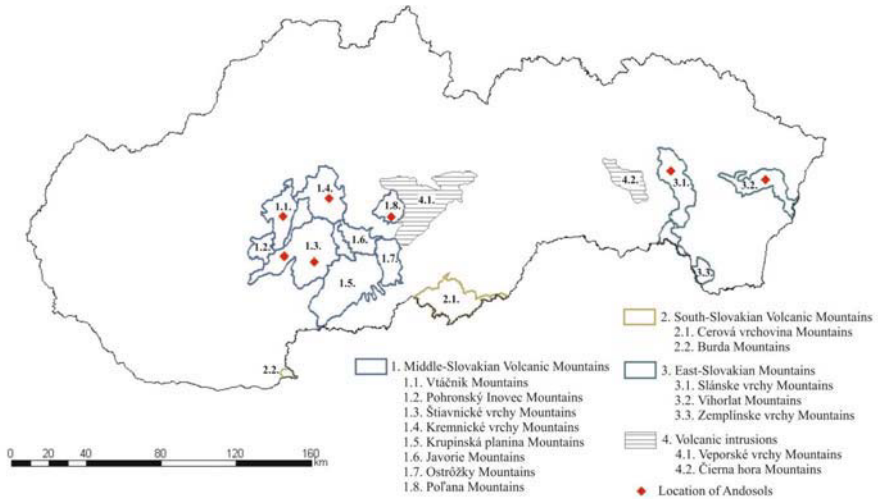 1.1.
1.4.
1.8.
4.1.
4.2.
3.1.
3.2.
1.2.
1.3.
1.6.
1.7.
1.5.
2.1.
3.3.
2.2.
1. Middle-Slovakian Volcanic Mountains
1.1. Vtáčnik Mountains
1.2. Pohronský Inovec Mountains
1.3. Štiavnické vrchy Mountains
1.4. Kremnické vrchy Mountains
1.5. Krupinská planina Mountains
1.6. Javorie Mountains
1.7. Ostrôžky Mountains
1.8. Poľana Mountains
2. South-Slovakian Volcanic Mountains
2.1. Cerová vrchovina Mountains
2.2. Burda Mountains
3. East-Slovakian Mountains
3.1. Slánske vrchy Mountains
3.2. Vihorlat Mountains
3.3. Zemplínske vrchy Mountains
4. Volcanic intrusions
4.1. Veporské vrchy Mountains
4.2. Čierna hora Mountains
Location of Andosols
0 20 40 80 120 160
km